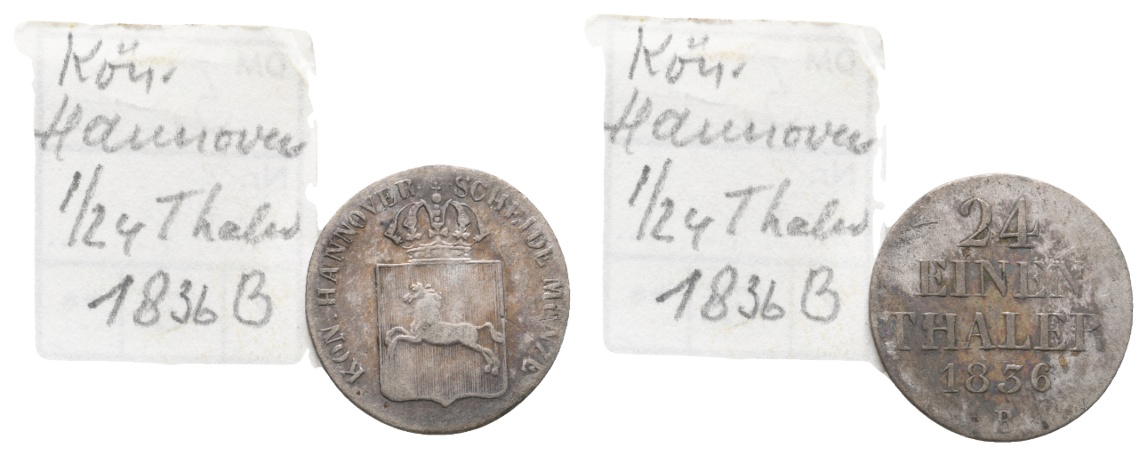 Kön.
Hannover
1/24 Thaler
1836 B
KÖN. HANNOVER. SCHEIDE MÜNZE
Kön.
Hannover
1/24 Thaler
1836 B
24
EINEN
THALER
1836
B